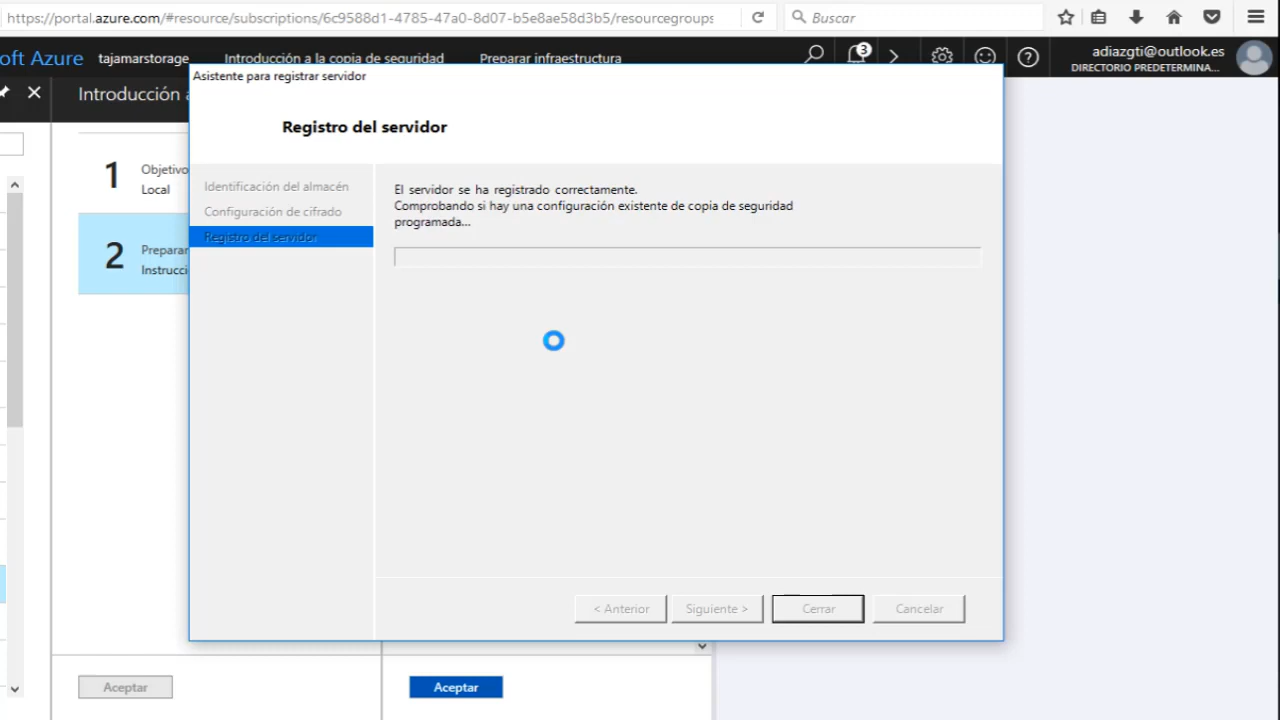 https://portal.azure.com/#resource/subscriptions/6c9588d1-4785-47a0-8d07-b5e8ae58d3b5/resourcegroups
Buscar
oft Azure
tajamarstorage
Introducción a la copia de seguridad
Preparar infraestructura
3
adiazgti@outlook.es
DIRECTORIO PREDETERMINA...
Introducción a
Asistente para registrar servidor
Registro del servidor
1
Objetivo
Local
2
Preparar
Instrucci
Identificación del almacén
Configuración de cifrado
Registro del servidor
El servidor se ha registrado correctamente.
Comprobando si hay una configuración existente de copia de seguridad
programada...
< Anterior
Siguiente >
Cerrar
Cancelar
Aceptar
Aceptar